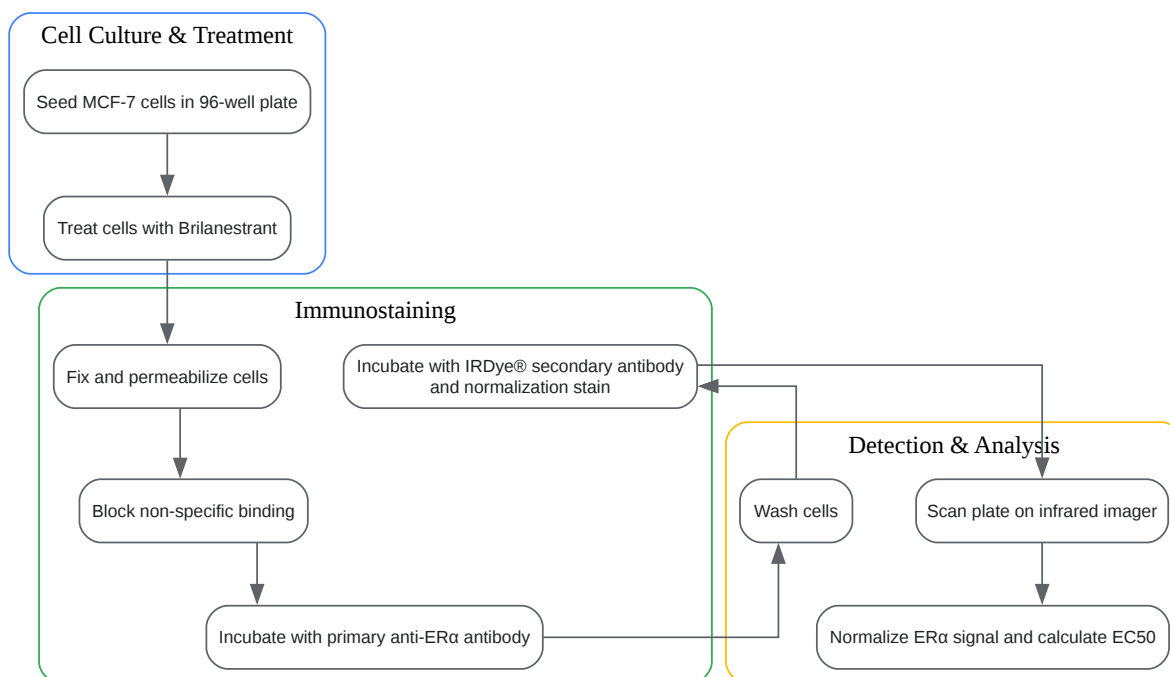 Cell Culture & Treatment
Seed MCF-7 cells in 96-well plate
Treat cells with Brilanestrant
Immunostaining
Fix and permeabilize cells
Incubate with IRDye® secondary antibody
and normalization stain
Block non-specific binding
Incubate with primary anti-ERα antibody
Detection & Analysis
Wash cells
Scan plate on infrared imager
Normalize ERα signal and calculate EC50